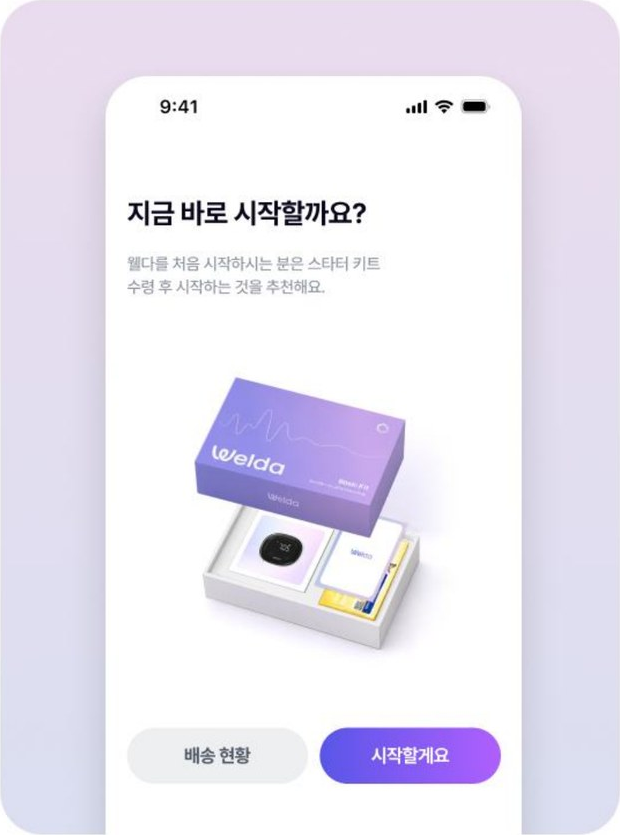 9:41
지금 바로 시작할까요?
웰다를 처음 시작하시는 분은 스타터 키트
수령 후 시작하는 것을 추천해요.
Welda
Welda
Welda
배송 현황
시작할게요